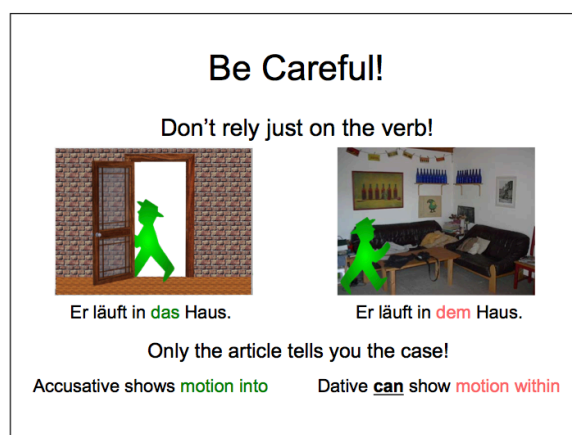 Be Careful!
Don't rely just on the verb!
Er läuft in das Haus.
Er läuft in dem Haus.
Only the article tells you the case!
Accusative shows motion into
Dative can show motion within